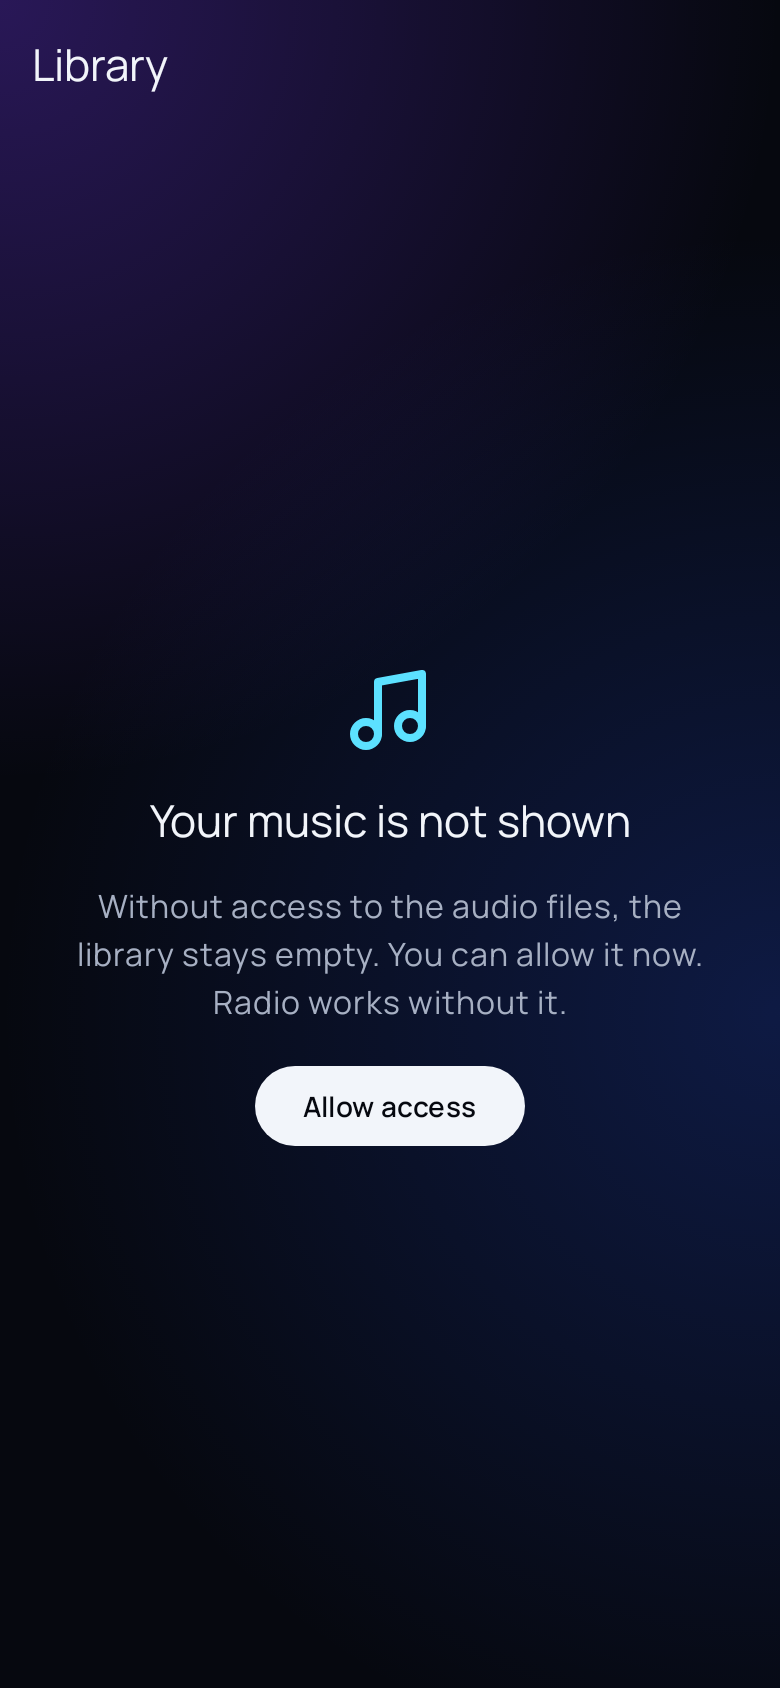 Library
Your music is not shown
Without access to the audio files, the
library stays empty. You can allow it now.
Radio works without it.
Allow access